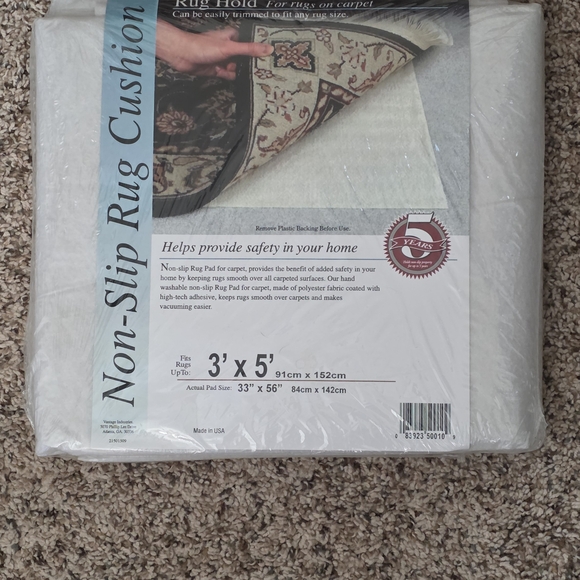 Rug Hold For rugs on carpet
Can be easily trimmed to fit any rug size.
Non-Slip Rug Cushion
Remove Plastic Backing Before Use.
Helps provide safety in your home
5
YEARS
Non-slip Rug Pad for carpet, provides the benefit of added safety in your
home by keeping rugs smooth over all carpeted surfaces. Our hand
washable non-slip Rug Pad for carpet, made of polyester fabric coated with
high-tech adhesive, keeps rugs smooth over carpets and makes
vacuuming easier.
Fits
Rugs
Up To:
3' x 5' 91cm x 152cm
Actual Pad Size: 33" x 56" 84cm x 142cm
Made in USA
0 83923 50010 9